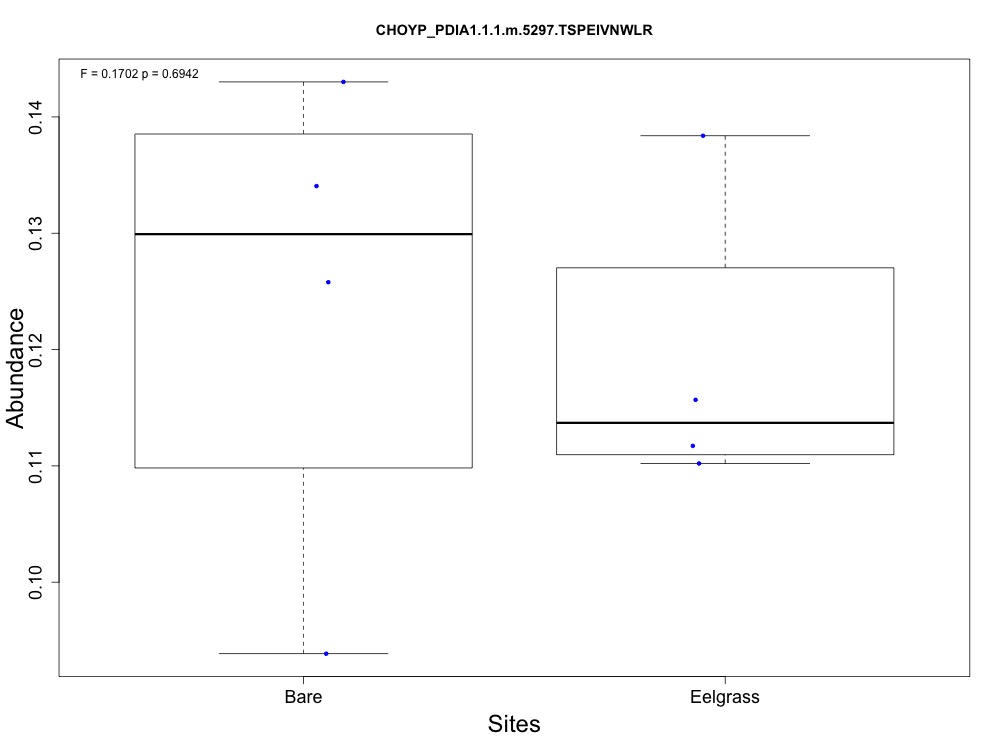 CHOYP_PDIA1.1.1.m.5297.TSPEIVNWLR
F = 0.1702 p = 0.6942
0.14
0.13
0.12
0.11
0.10
Abundance
Bare
Eelgrass
Sites